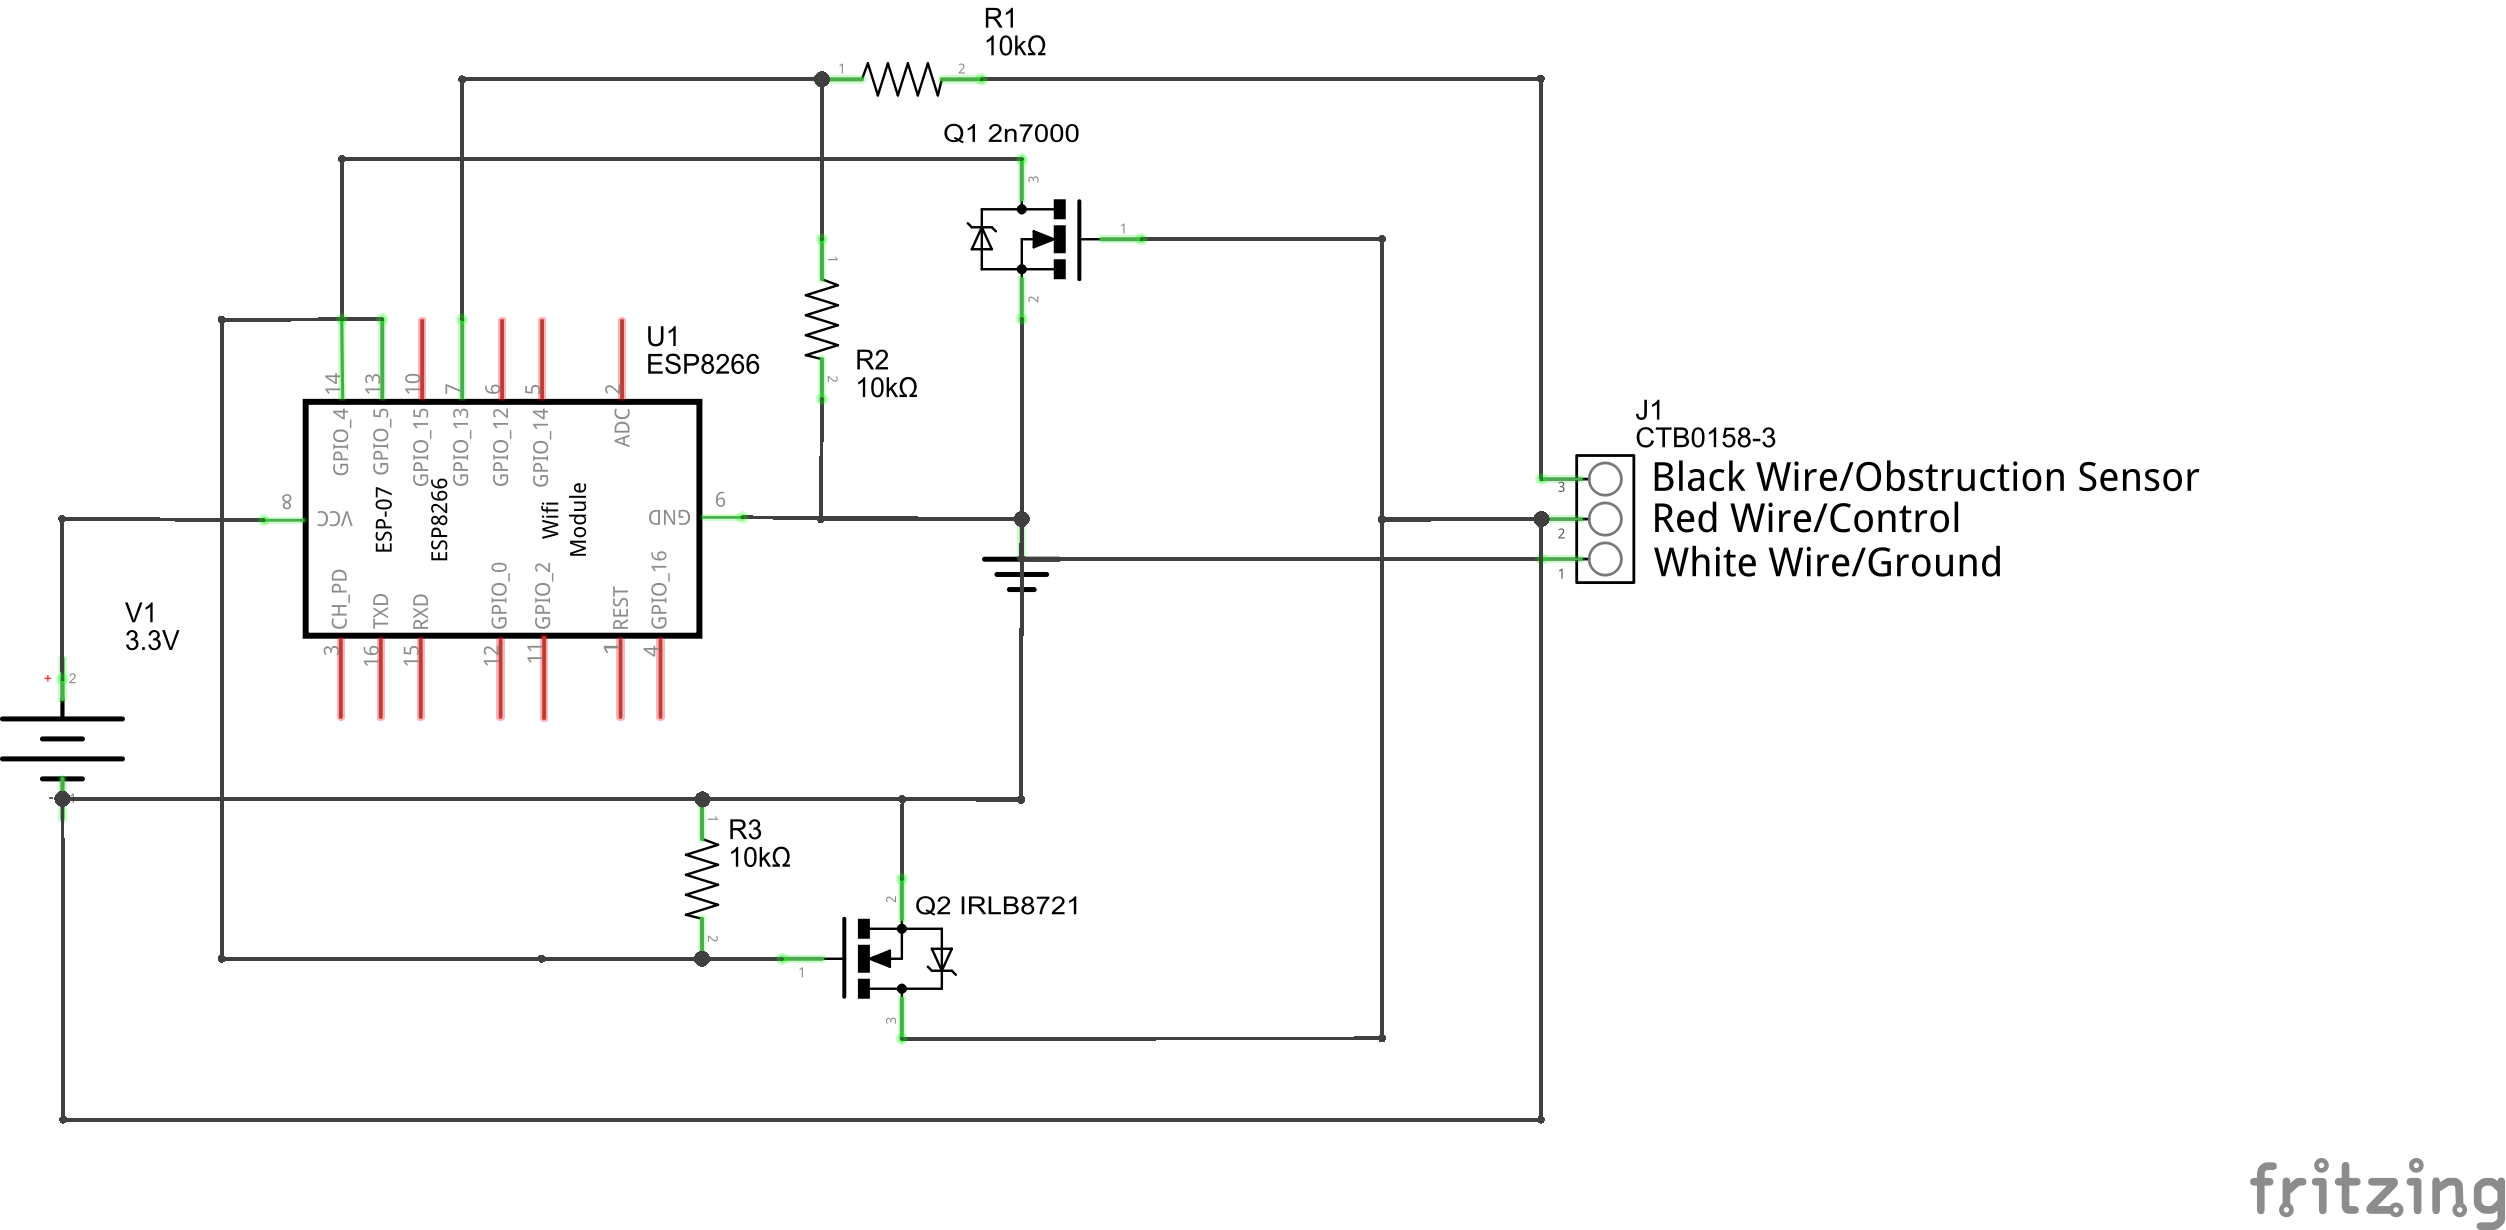 R1
10kΩ
1
2
Q1 2n7000
3
1
2
1
R2
10kΩ
2
U1
ESP8266
14
13
10
7
6
5
2
GPIO_4
GPIO_5
GPIO_15
GPIO_13
GPIO_12
GPIO_14
ADC
8
VCC
ESP-07
ESP8266
Wifi
Module
GND
9
CH_PD
TXD
RXD
GPIO_0
GPIO_2
REST
GPIO_16
3
16
15
12
11
1
4
J1
CTB0158-3
3
Black Wire/Obstruction Sensor
2
Red Wire/Control
1
White Wire/Ground
V1
3.3V
+
2
-
1
1
R3
10kΩ
2
2
Q2 IRLB8721
1
3
fritzing